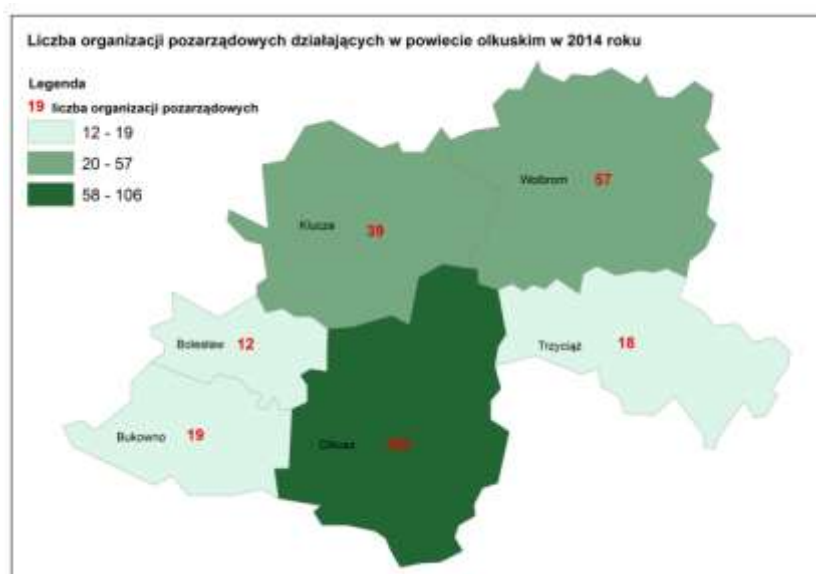 Liczba organizacji pozarządowych działających w powiecie olkuskim w 2014 roku
Legenda
19 liczba organizacji pozarządowych
12 - 19
20 - 57
58 - 106
Wolbrom 57
Klucze 39
Bolesław 12
Trzyciąż 18
Bukowno 19
Olkusz